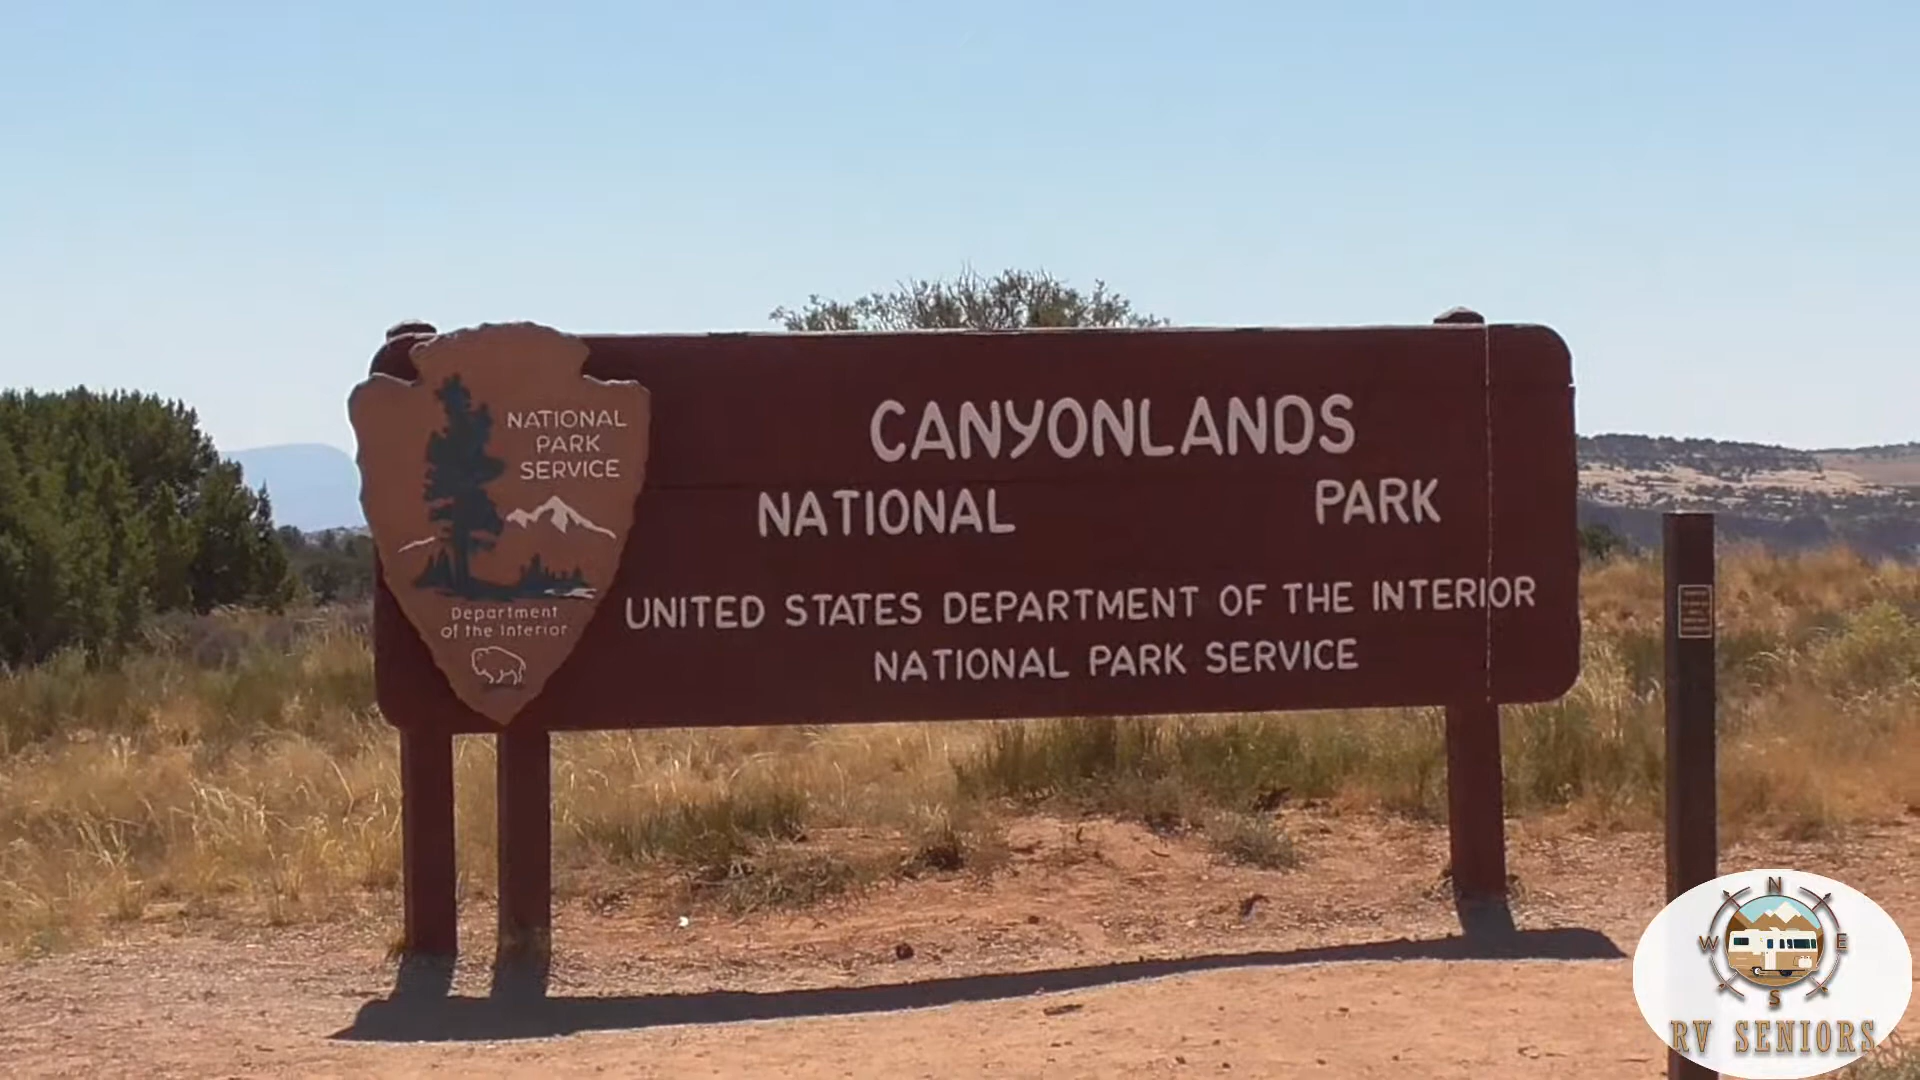 NATIONAL
PARK
SERVICE
Department
of the Interior
CANYONLANDS
NATIONAL PARK
UNITED STATES DEPARTMENT OF THE INTERIOR
NATIONAL PARK SERVICE
N
W E
S
RV SENIORS